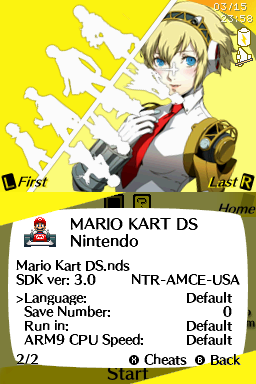 03/15
23:58
L First
Last R
Home
MARIO KART DS
Nintendo
Mario Kart DS.nds
SDK ver: 3.0 NTR-AMCE-USA
>Language: Default
Save Number: 0
Run in: Default
ARM9 CPU Speed: Default
2/2 X Cheats B Back
Start